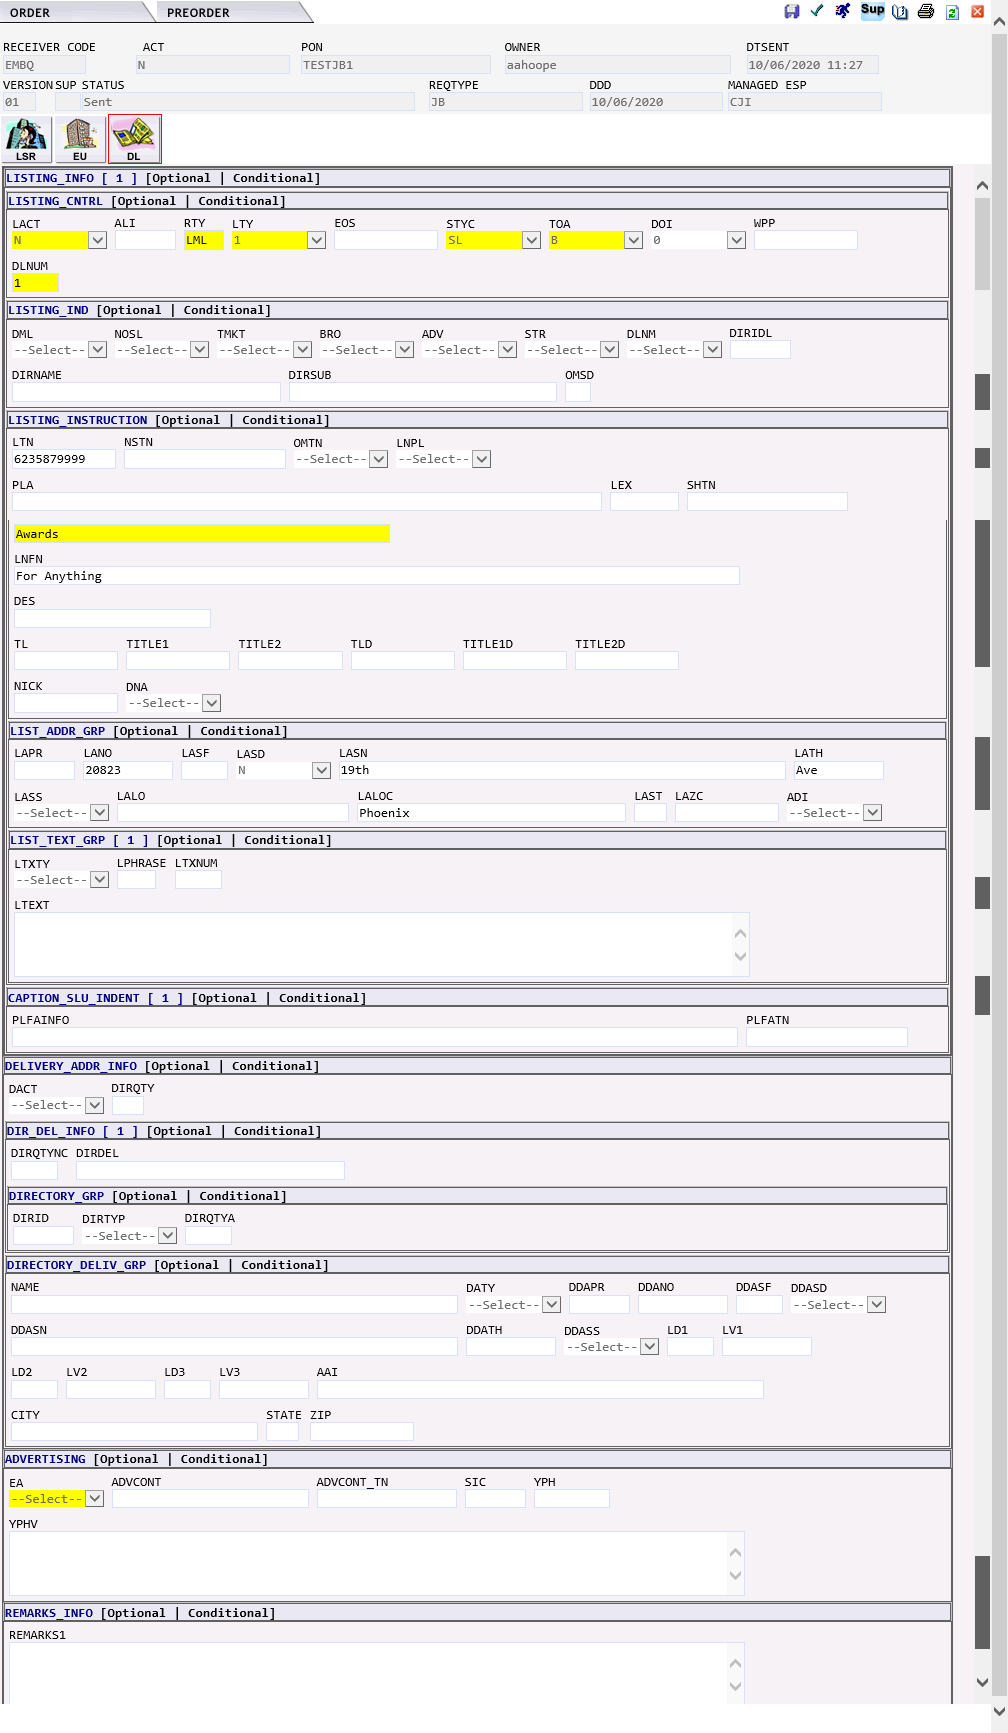 ORDER PREORDER Sup
RECEIVER CODE ACT PON OWNER DTSENT
EMBQ N TESTJB1 aahoope 10/06/2020 11:27
VERSION SUP STATUS REQTYPE DDD MANAGED ESP
01 Sent JB 10/06/2020 CJI
LSR EU DL
LISTING_INFO [ 1 ] [Optional | Conditional]
LISTING_CNTRL [Optional | Conditional]
LACT ALI RTY LTY EOS STYC TOA DOI WPP
N LML 1 SL B 0
DLNUM
1
LISTING_IND [Optional | Conditional]
DML NOSL TMKT BRO ADV STR DLNM DIRIDL
--Select-- --Select-- --Select-- --Select-- --Select-- --Select-- --Select--
DIRNAME DIRSUB OMSD
LISTING_INSTRUCTION [Optional | Conditional]
LTN NSTN OMTN LNPL
6235879999 --Select-- --Select--
PLA LEX SHTN
Awards
LNFN
For Anything
DES
TL TITLE1 TITLE2 TLD TITLE1D TITLE2D
NICK DNA
--Select--
LIST_ADDR_GRP [Optional | Conditional]
LAPR LANO LASF LASD LASN LATH
20823 N 19th Ave
LASS LALO LALOC LAST LAZC ADI
--Select-- Phoenix --Select--
LIST_TEXT_GRP [ 1 ] [Optional | Conditional]
LTXTY LPHRASE LTXNUM
--Select--
LTEXT
CAPTION_SLU_INDENT [ 1 ] [Optional | Conditional]
PLFAINFO PLFATN
DELIVERY_ADDR_INFO [Optional | Conditional]
DACT DIRQTY
--Select--
DIR_DEL_INFO [ 1 ] [Optional | Conditional]
DIRQTYNC DIRDEL
DIRECTORY_GRP [Optional | Conditional]
DIRID DIRTYP DIRQTYA
--Select--
DIRECTORY_DELIV_GRP [Optional | Conditional]
NAME DATY DDAPR DDANO DDASF DDASD
--Select-- --Select--
DDASN DDATH DDASS LD1 LV1
--Select--
LD2 LV2 LD3 LV3 AAI
CITY STATE ZIP
ADVERTISING [Optional | Conditional]
EA ADVCONT ADVCONT_TN SIC YPH
--Select--
YPHV
REMARKS_INFO [Optional | Conditional]
REMARKS1